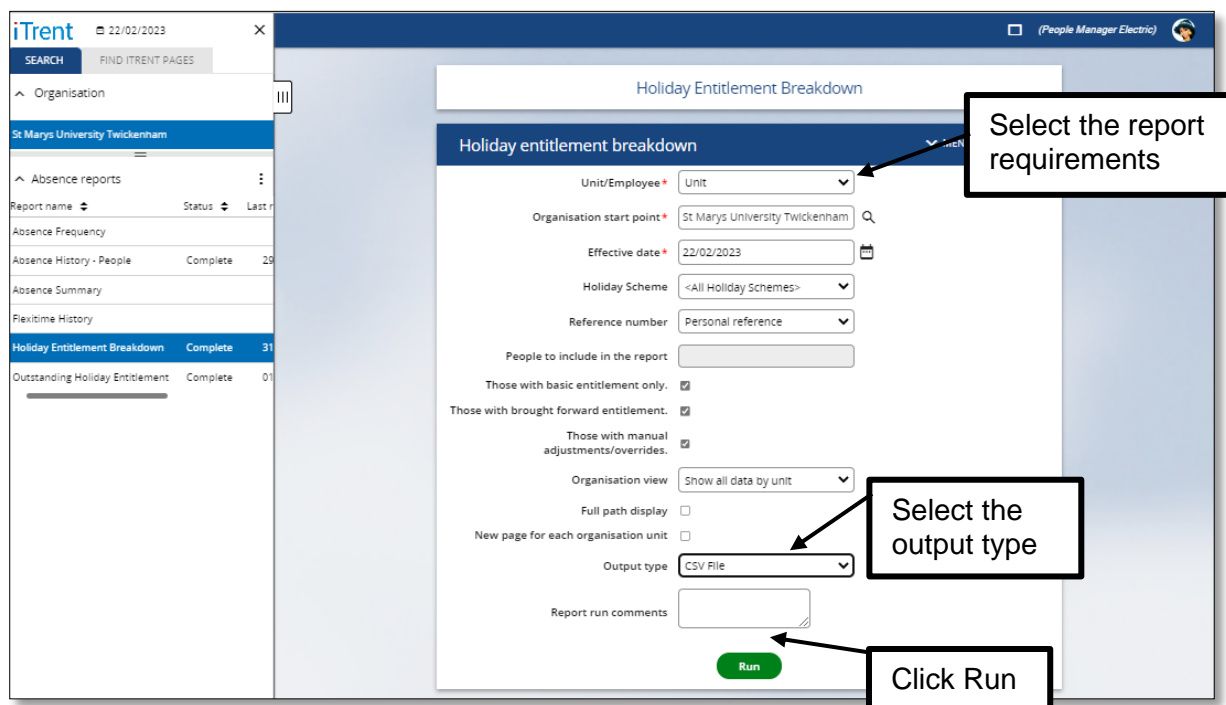 iTrent
22/02/2023
SEARCH
FIND ITRENT PAGES
Organisation
St Marys University Twickenham
Absence reports
Report name Status Last r
Absence Frequency
Absence History - People Complete 29
Absence Summary
Flexitime History
Holiday Entitlement Breakdown Complete 31
Outstanding Holiday Entitlement Complete 01
(People Manager Electric)
Holiday Entitlement Breakdown
Holiday entitlement breakdown
MEN
Select the report
requirements
Unit/Employee* Unit
Organisation start point* St Marys University Twickenham
Effective date* 22/02/2023
Holiday Scheme <All Holiday Schemes>
Reference number Personal reference
People to include in the report
Those with basic entitlement only.
Those with brought forward entitlement.
Those with manual
adjustments/overrides.
Organisation view Show all data by unit
Full path display
New page for each organisation unit
Select the
output type
Output type CSV File
Report run comments
Run
Click Run